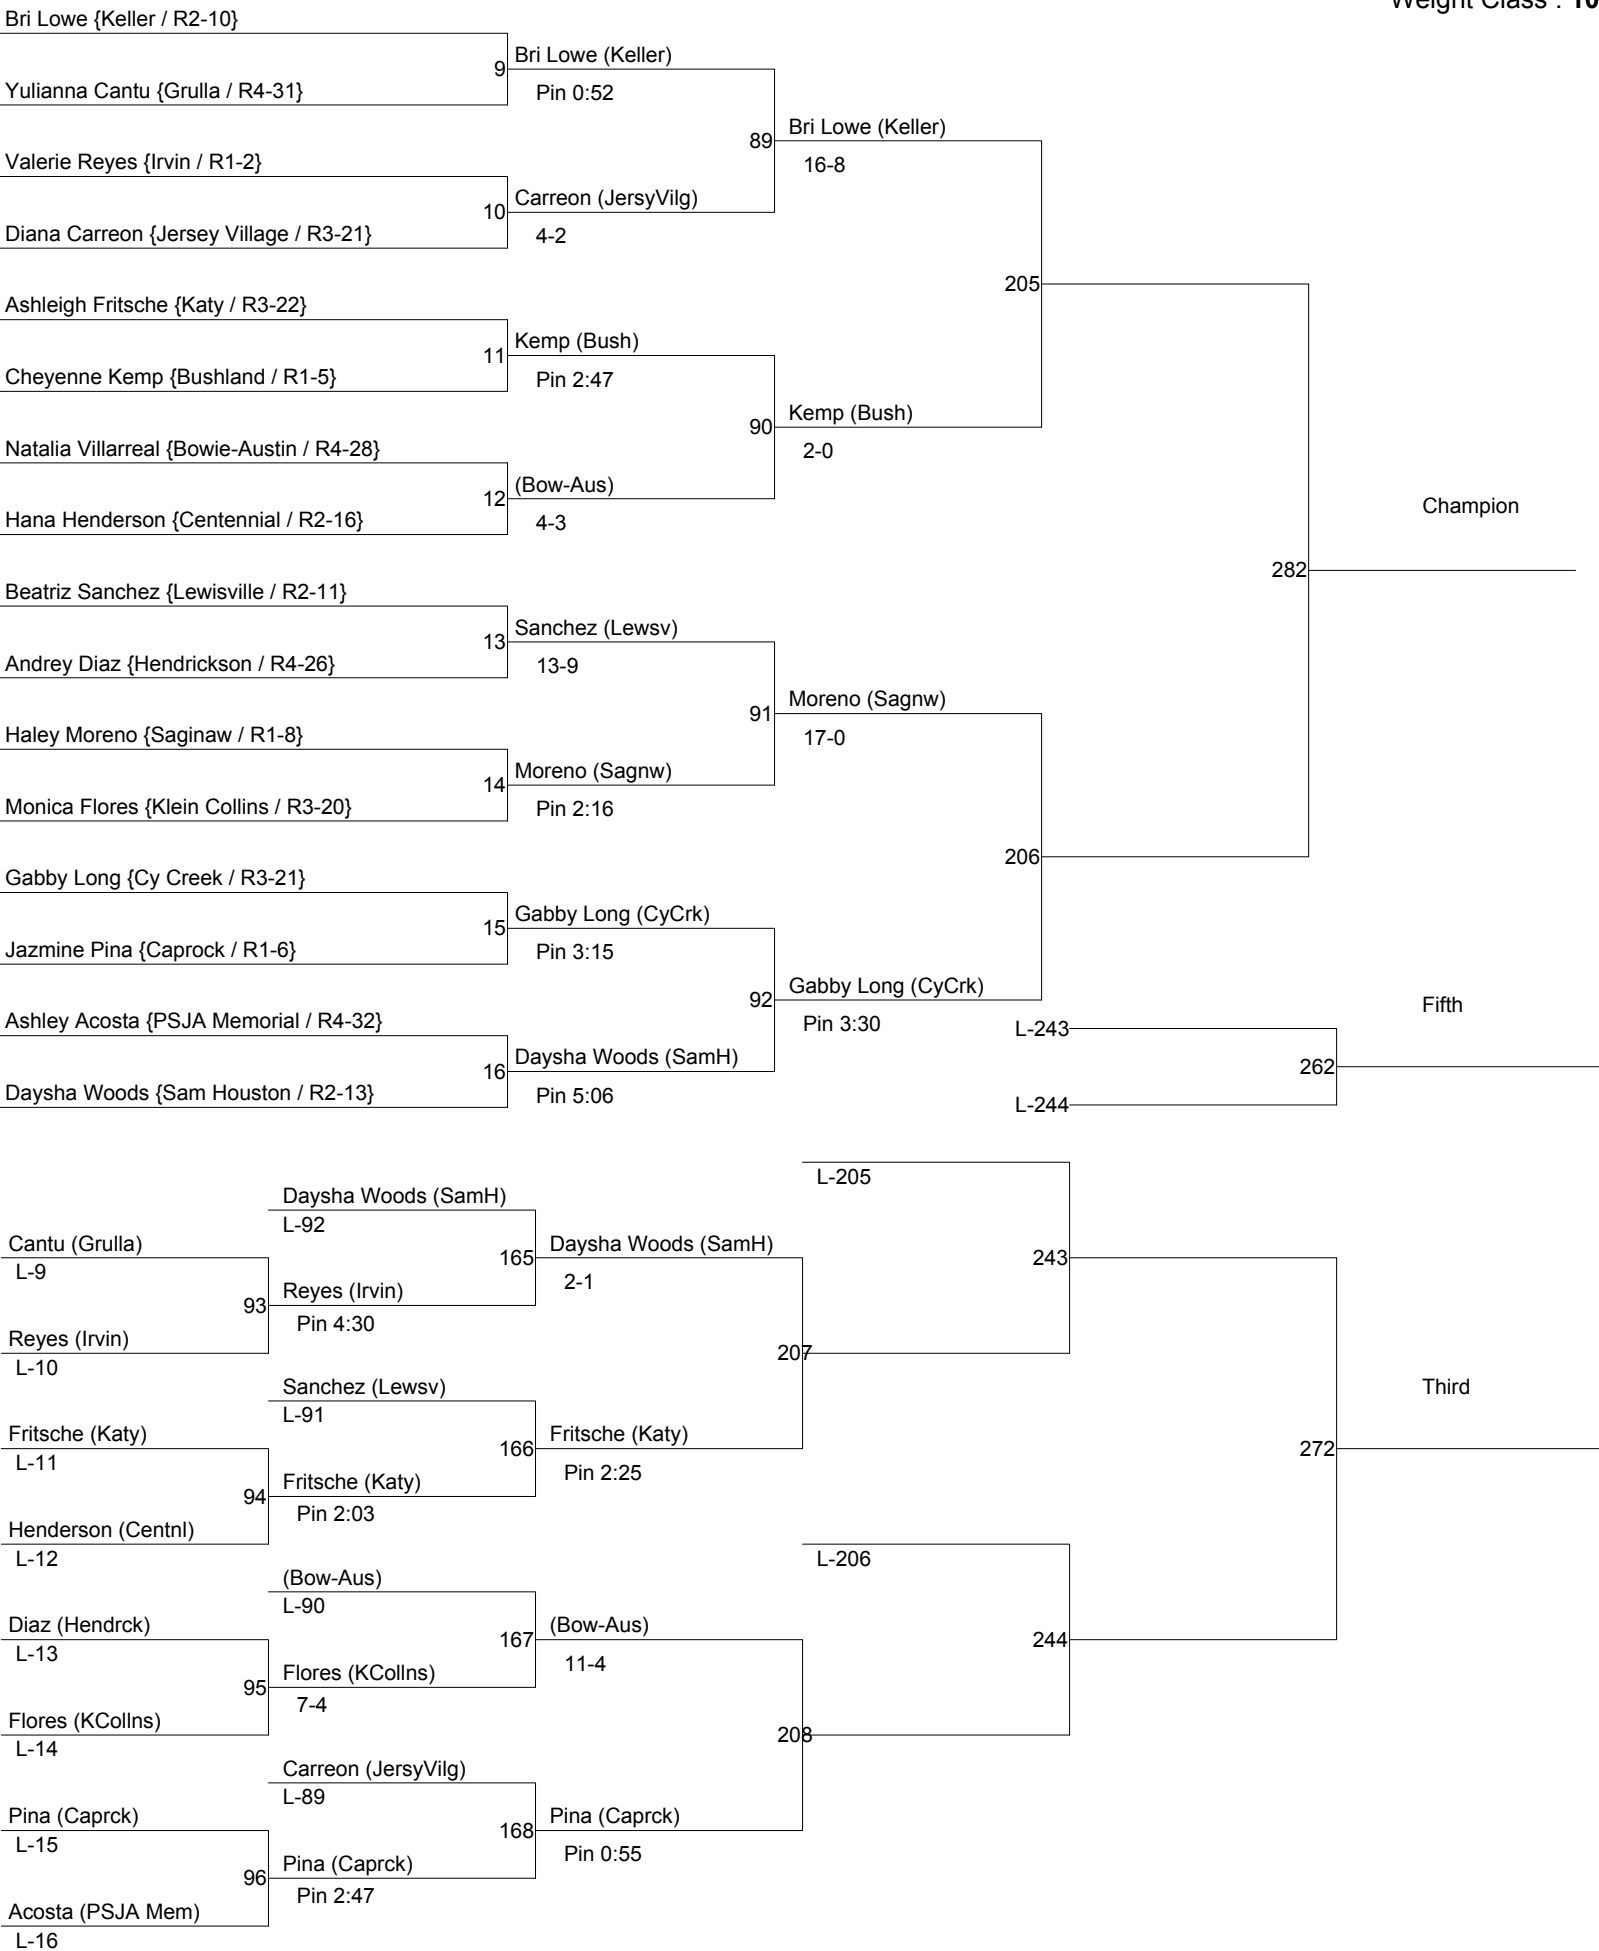 Weight Class : 10
Bri Lowe {Keller / R2-10}
Yulianna Cantu {Grulla / R4-31}
Valerie Reyes {Irvin / R1-2}
Diana Carreon {Jersey Village / R3-21}
Ashleigh Fritsche {Katy / R3-22}
Cheyenne Kemp {Bushland / R1-5}
Natalia Villarreal {Bowie-Austin / R4-28}
Hana Henderson {Centennial / R2-16}
Beatriz Sanchez {Lewisville / R2-11}
Andrey Diaz {Hendrickson / R4-26}
Haley Moreno {Saginaw / R1-8}
Monica Flores {Klein Collins / R3-20}
Gabby Long {Cy Creek / R3-21}
Jazmine Pina {Caprock / R1-6}
Ashley Acosta {PSJA Memorial / R4-32}
Daysha Woods {Sam Houston / R2-13}
9
Bri Lowe (Keller)
Pin 0:52
10
Carreon (JersyVilg)
4-2
11
Kemp (Bush)
Pin 2:47
12
(Bow-Aus)
4-3
13
Sanchez (Lewsv)
13-9
14
Moreno (Sagnw)
Pin 2:16
15
Gabby Long (CyCrk)
Pin 3:15
16
Daysha Woods (SamH)
Pin 5:06
89
Bri Lowe (Keller)
16-8
90
Kemp (Bush)
2-0
91
Moreno (Sagnw)
17-0
92
Gabby Long (CyCrk)
Pin 3:30
205
206
282
Champion
L-243
L-244
262
Fifth
Cantu (Grulla)
L-9
Reyes (Irvin)
L-10
Fritsche (Katy)
L-11
Henderson (Centnl)
L-12
Diaz (Hendrck)
L-13
Flores (KCollns)
L-14
Pina (Caprck)
L-15
Acosta (PSJA Mem)
L-16
Daysha Woods (SamH)
L-92
93
Reyes (Irvin)
Pin 4:30
Sanchez (Lewsv)
L-91
94
Fritsche (Katy)
Pin 2:03
(Bow-Aus)
L-90
95
Flores (KCollns)
7-4
Carreon (JersyVilg)
L-89
96
Pina (Caprck)
Pin 2:47
165
Daysha Woods (SamH)
2-1
166
Fritsche (Katy)
Pin 2:25
167
(Bow-Aus)
11-4
168
Pina (Caprck)
Pin 0:55
L-205
207
L-206
208
243
244
272
Third